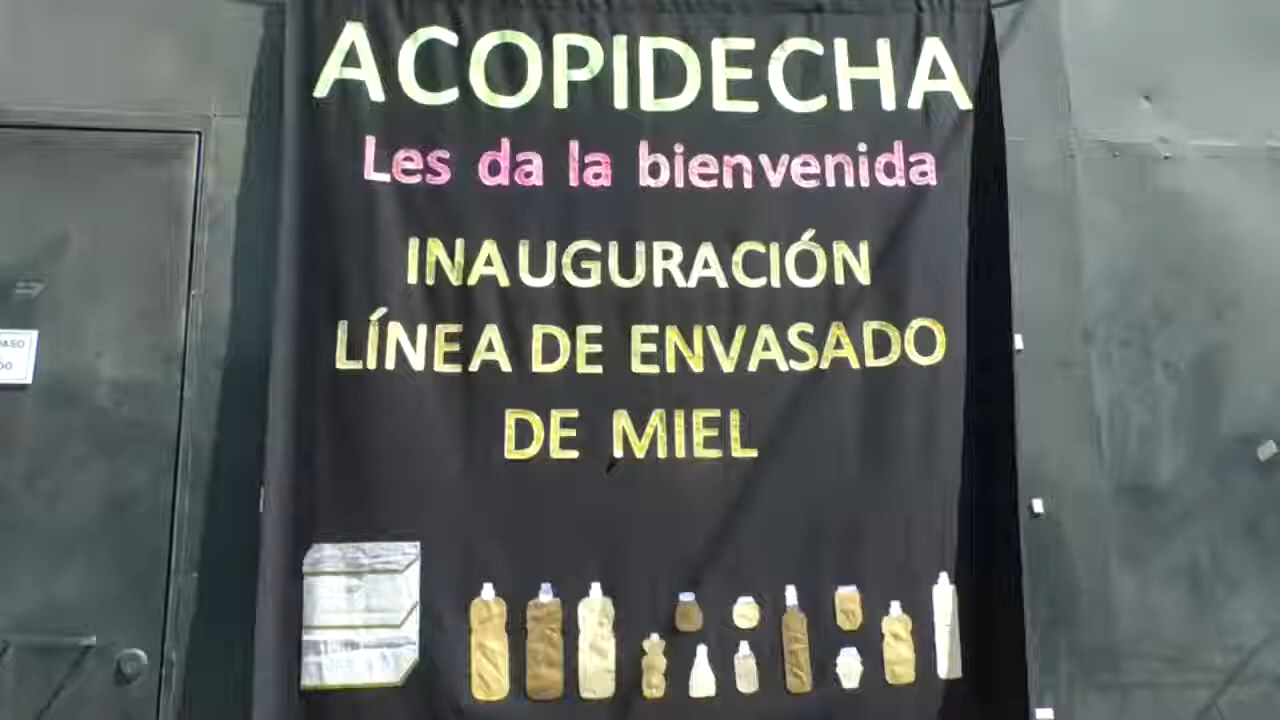 ACOPIDECHA
Les da la bienvenida
INAUGURACIÓN
LÍNEA DE ENVASADO
DE MIEL